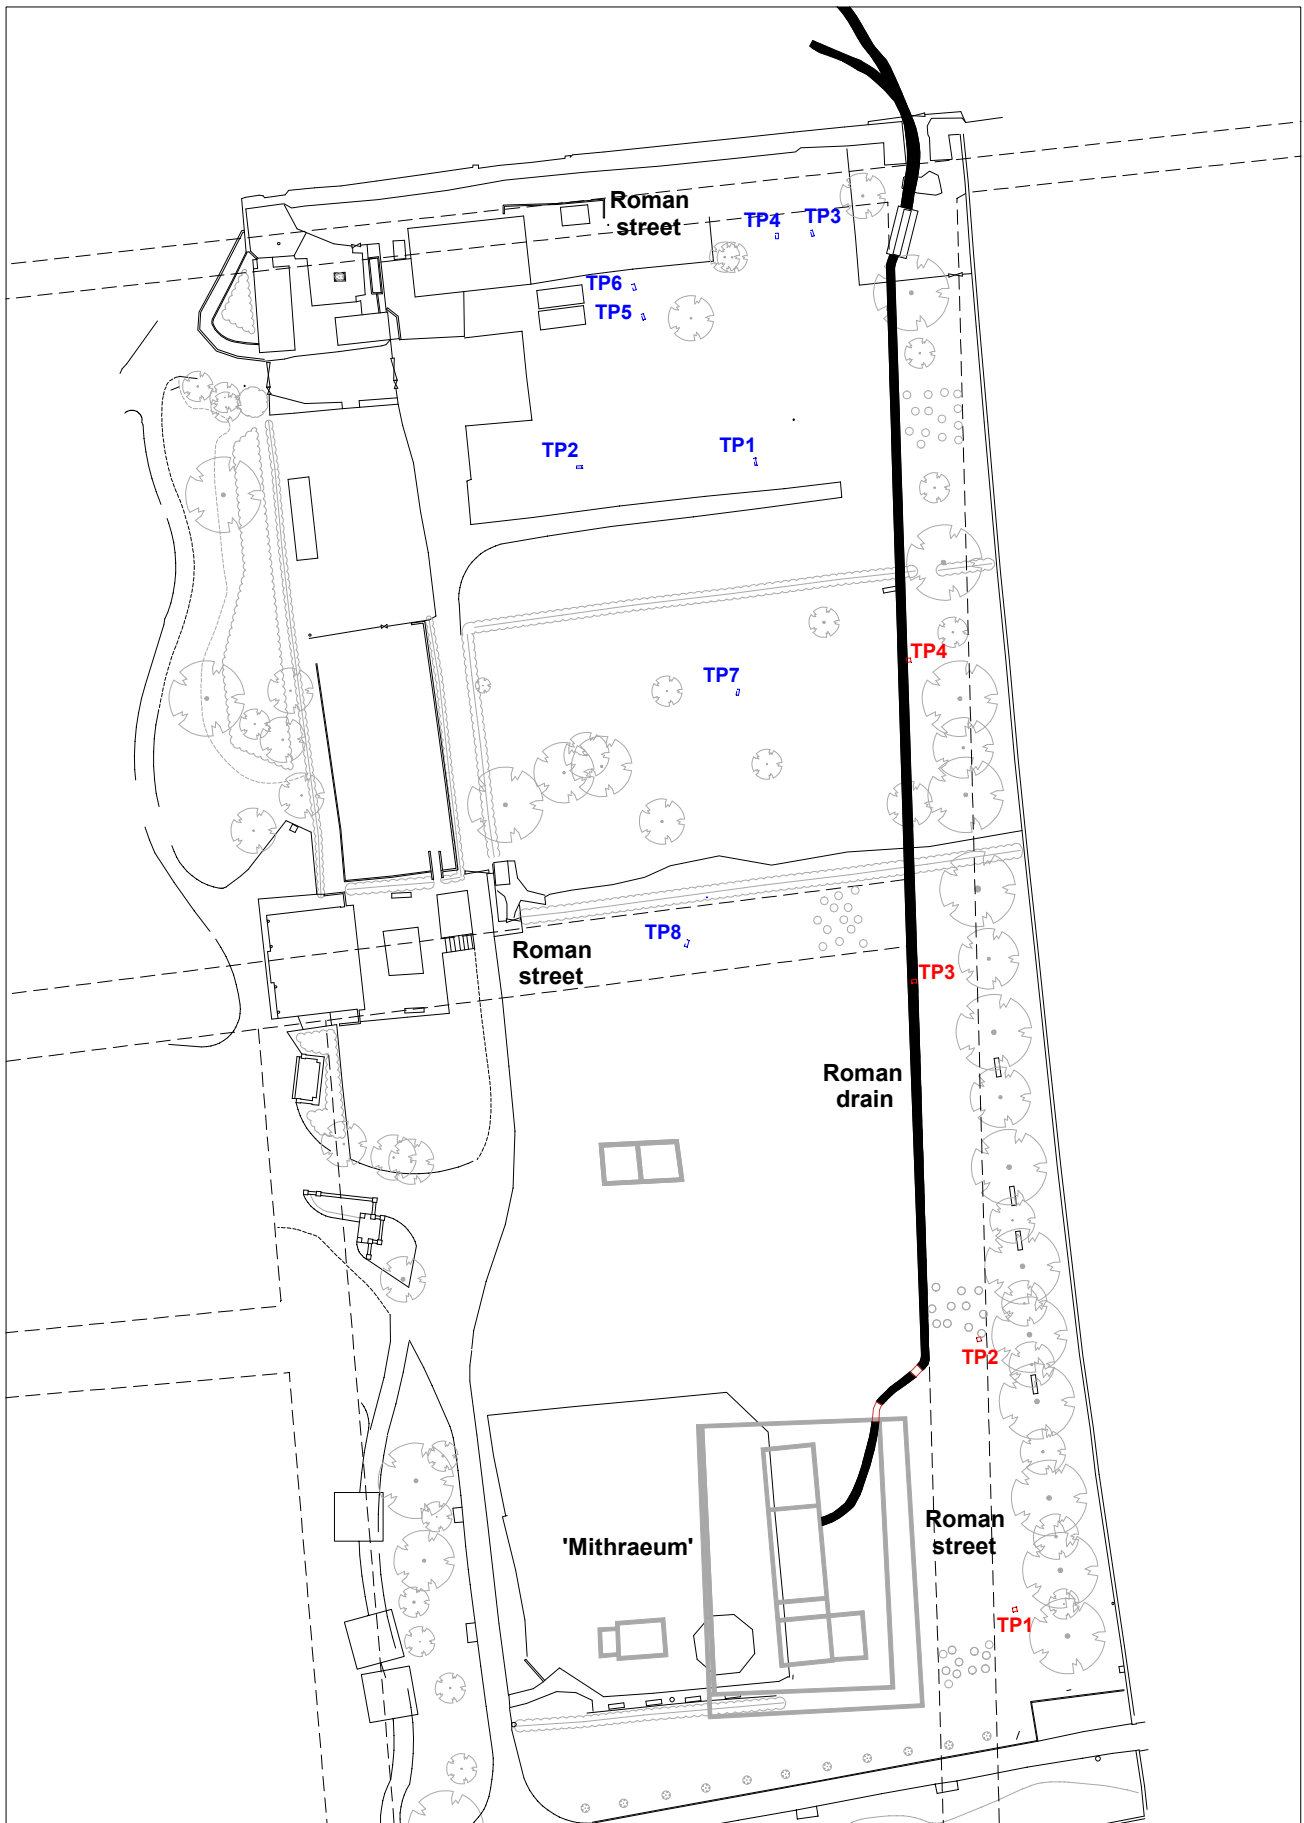 Roman
street
TP4
TP3
TP6
TP5
TP2
TP1
TP4
TP7
TP8
Roman
street
TP3
Roman
drain
TP2
'Mithraeum'
Roman
street
TP1